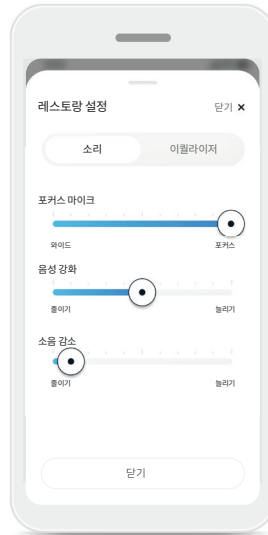 레스토랑 설정
닫기 ×
소리
이퀄라이저
포커스 마이크
와이드
포커스
음성 강화
줄이기
늘리기
소음 감소
줄이기
늘리기
닫기